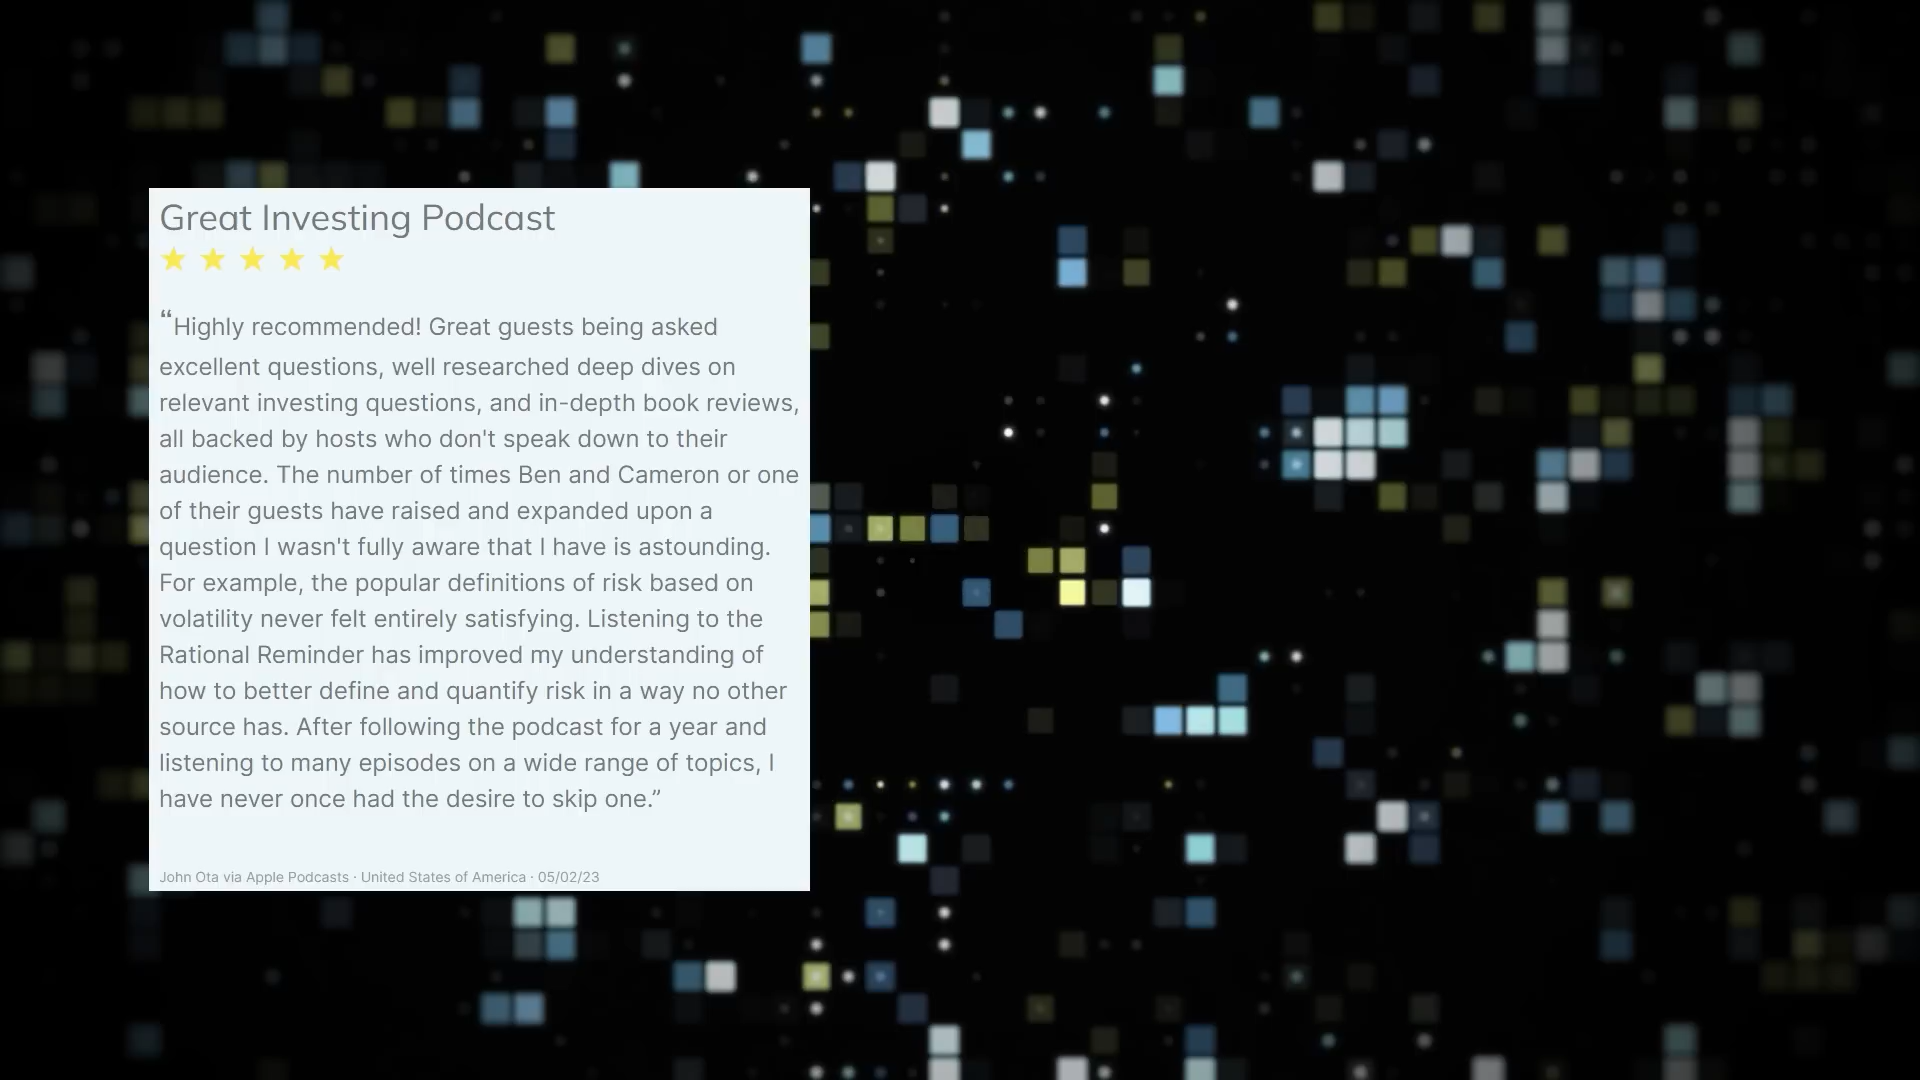 Great Investing Podcast
“Highly recommended! Great guests being asked
excellent questions, well researched deep dives on
relevant investing questions, and in-depth book reviews,
all backed by hosts who don't speak down to their
audience. The number of times Ben and Cameron or one
of their guests have raised and expanded upon a
question I wasn't fully aware that I have is astounding.
For example, the popular definitions of risk based on
volatility never felt entirely satisfying. Listening to the
Rational Reminder has improved my understanding of
how to better define and quantify risk in a way no other
source has. After following the podcast for a year and
listening to many episodes on a wide range of topics, I
have never once had the desire to skip one.”
John Ota via Apple Podcasts · United States of America · 05/02/23